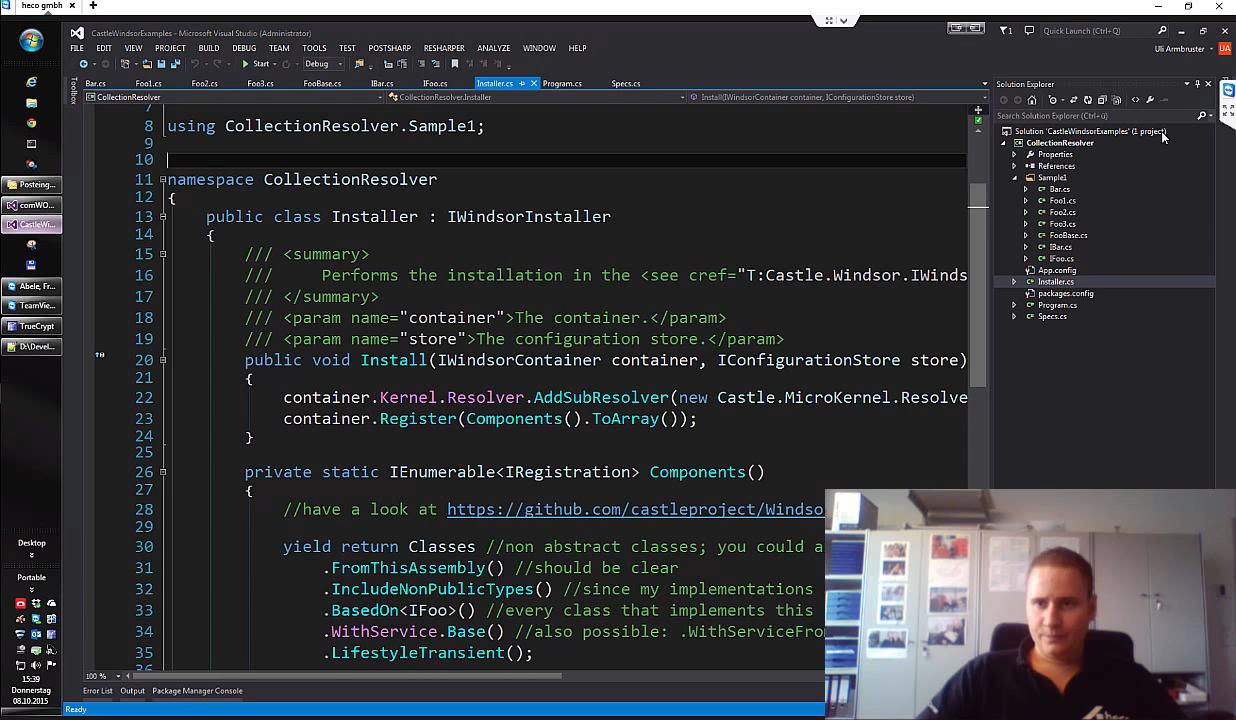 heco gmbh
CastleWindsorExamples - Microsoft Visual Studio (Administrator)
1
Quick Launch (Ctrl+Q)
FILE EDIT VIEW PROJECT BUILD DEBUG TEAM TOOLS TEST POSTSHARP RESHARPER ANALYZE WINDOW HELP
Uli Armbruster UA
Start Debug
Toolbox
Bar.cs Foo1.cs Foo2.cs Foo3.cs FooBase.cs IBar.cs IFoo.cs Installer.cs Program.cs Specs.cs
CollectionResolver CollectionResolver.Installer Install(IWindsorContainer container, IConfigurationStore store)
7
8 using CollectionResolver.Sample1;
9
10
11 namespace CollectionResolver
12 {
13 public class Installer : IWindsorInstaller
14 {
15 /// <summary>
16 /// Performs the installation in the <see cref="T:Castle.Windsor.IWinds
17 /// </summary>
18 /// <param name="container">The container.</param>
19 /// <param name="store">The configuration store.</param>
20 public void Install(IWindsorContainer container, IConfigurationStore store)
21 {
22 container.Kernel.Resolver.AddSubResolver(new Castle.MicroKernel.Resolve
23 container.Register(Components().ToArray());
24 }
25
26 private static IEnumerable<IRegistration> Components()
27 {
28 //have a look at https://github.com/castleproject/Windso
29
30 yield return Classes //non abstract classes; you could a
31 .FromThisAssembly() //should be clear
32 .IncludeNonPublicTypes() //since my implementations
33 .BasedOn<IFoo>() //every class that implements this
34 .WithService.Base() //also possible: .WithServiceFro
35 .LifestyleTransient();
36
100 %
Error List Output Package Manager Console
Ready
Solution Explorer
Search Solution Explorer (Ctrl+ü)
Solution 'CastleWindsorExamples' (1 project)
CollectionResolver
Properties
References
Sample1
Bar.cs
Foo1.cs
Foo2.cs
Foo3.cs
FooBase.cs
IBar.cs
IFoo.cs
App.config
Installer.cs
packages.config
Program.cs
Specs.cs
Posteing...
comWO...
CastleWi...
Abele, Fr...
TeamVie...
TrueCrypt
D:\Devel...
Desktop
Portable
15:39
Donnerstag
08.10.2015